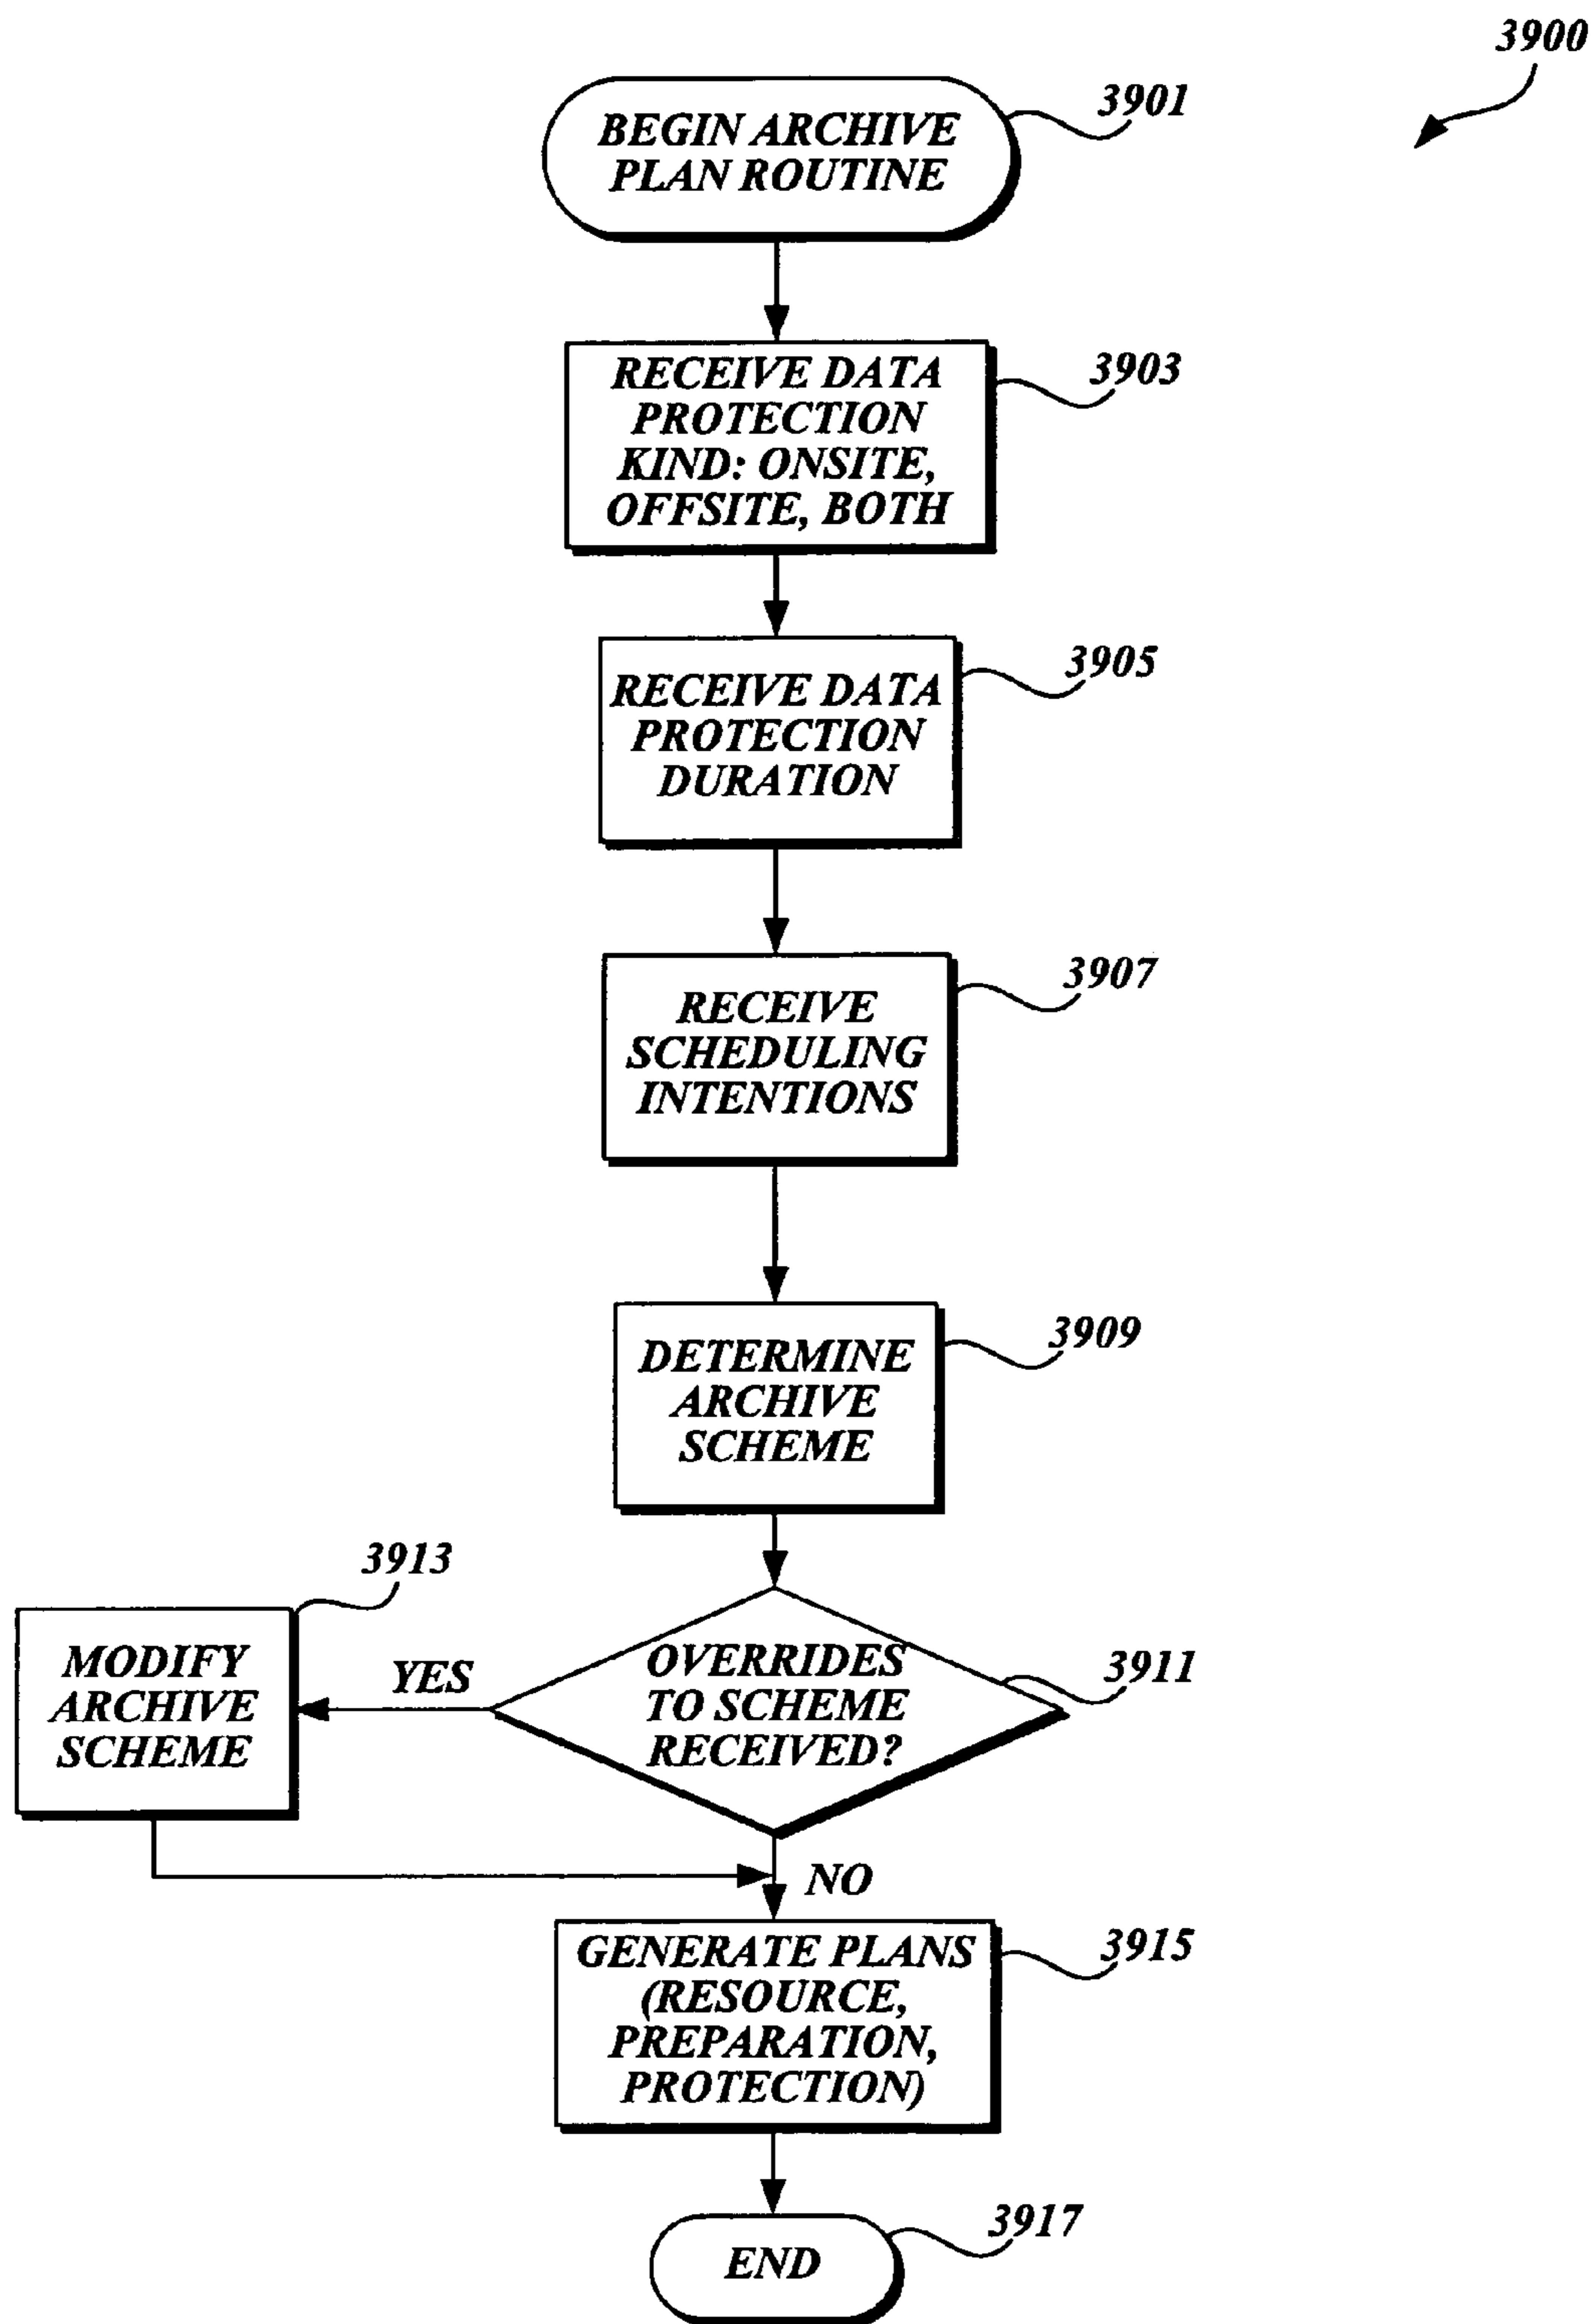 3900
BEGIN ARCHIVE
PLAN ROUTINE
3901
RECEIVE DATA
PROTECTION
KIND: ONSITE,
OFFSITE, BOTH
3903
RECEIVE DATA
PROTECTION
DURATION
3905
RECEIVE
SCHEDULING
INTENTIONS
3907
DETERMINE
ARCHIVE
SCHEME
3909
OVERRIDES
TO SCHEME
RECEIVED?
3911
YES
3913
MODIFY
ARCHIVE
SCHEME
NO
GENERATE PLANS
(RESOURCE,
PREPARATION,
PROTECTION)
3915
END
3917